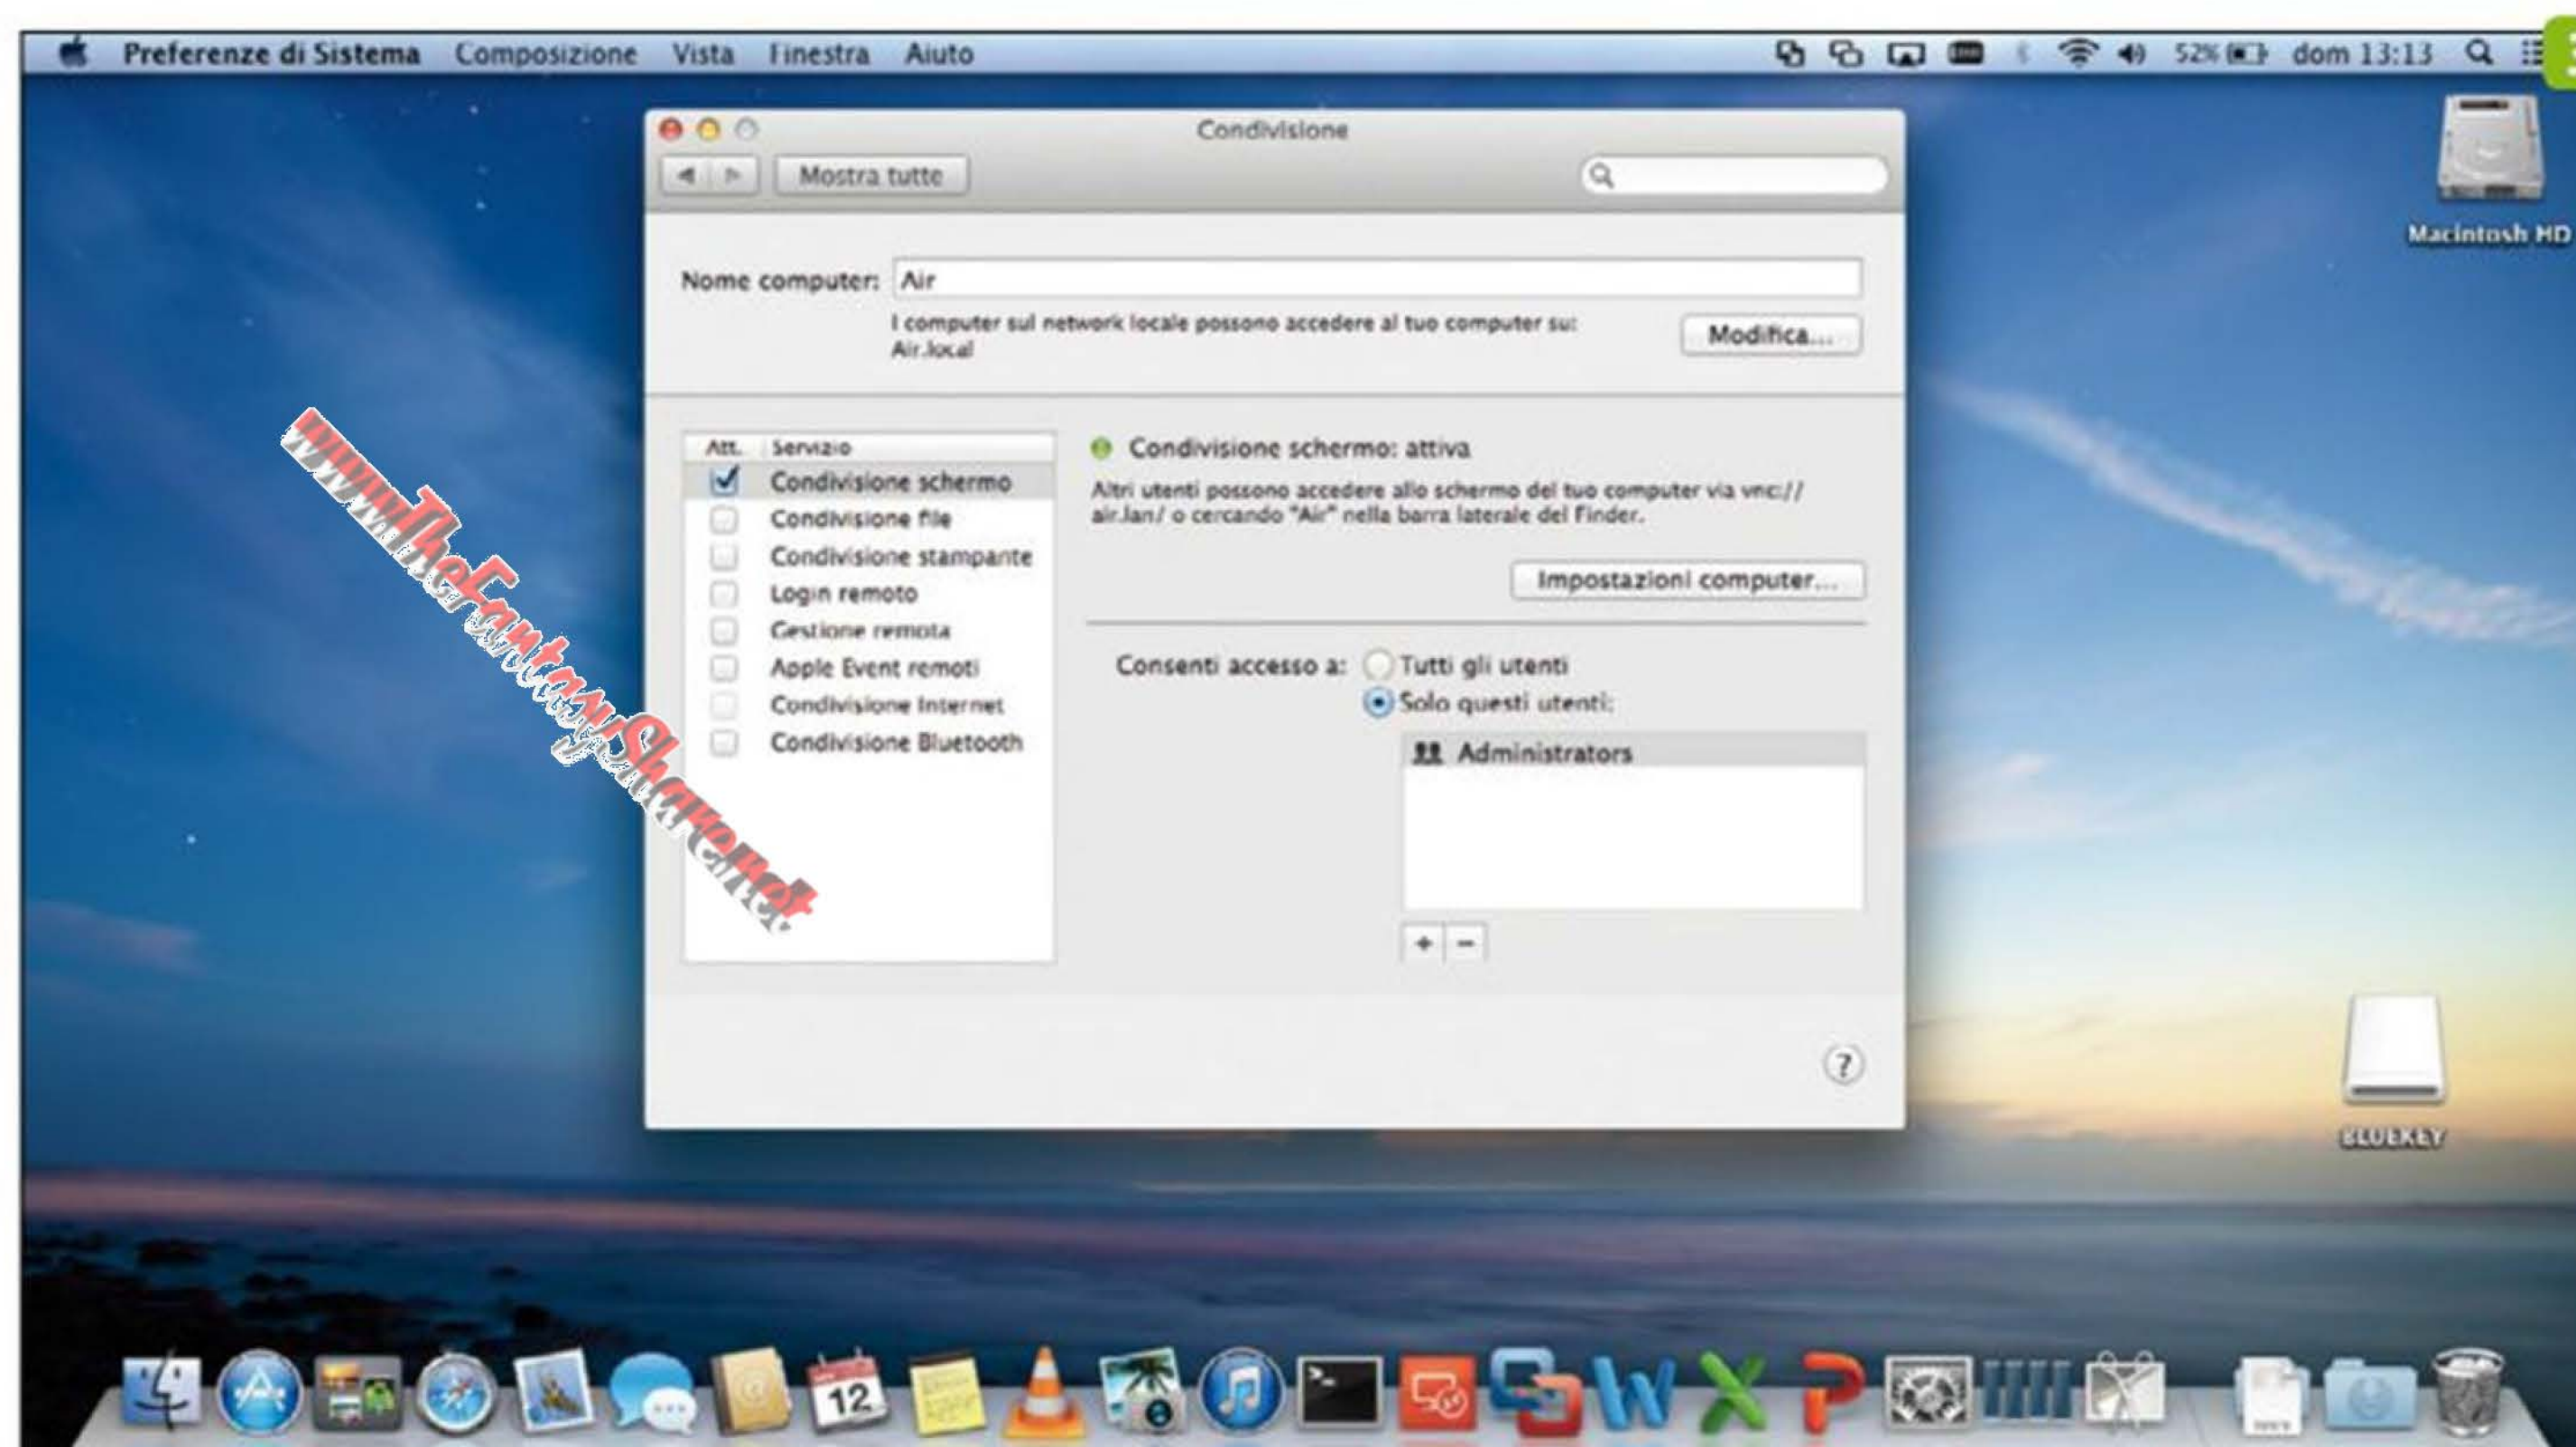 Preferenze di Sistema Composizione Vista Finestra Aiuto 52% dom 13:13
Condivisione
Mostra tutte
Macintosh HD
Nome computer: Air
I computer sul network locale possono accedere al tuo computer su:
Air.local
Modifica...
Att. Servizio
Condivisione schermo
Condivisione file
Condivisione stampante
Login remoto
Gestione remota
Apple Event remoti
Condivisione Internet
Condivisione Bluetooth
Condivisione schermo: attiva
Altri utenti possono accedere allo schermo del tuo computer via vnc://
air.lan/ o cercando "Air" nella barra laterale del Finder.
Impostazioni computer...
Consenti accesso a: Tutti gli utenti
Solo questi utenti:
Administrators
+ −
?
BLUEKEY
www.TheFantasyShare.net
12